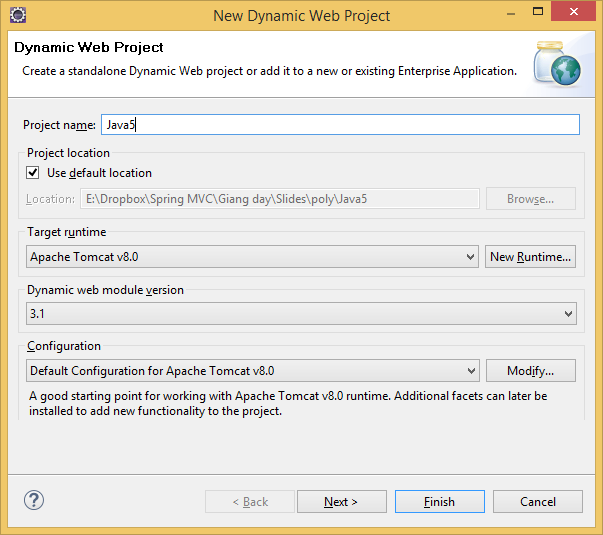 New Dynamic Web Project
Dynamic Web Project
Create a standalone Dynamic Web project or add it to a new or existing Enterprise Application.
Project name: Java5
Project location
Use default location
Location: E:\Dropbox\Spring MVC\Giang day\Slides\poly\Java5 Browse...
Target runtime
Apache Tomcat v8.0 New Runtime...
Dynamic web module version
3.1
Configuration
Default Configuration for Apache Tomcat v8.0 Modify...
A good starting point for working with Apache Tomcat v8.0 runtime. Additional facets can later be
installed to add new functionality to the project.
? < Back Next > Finish Cancel